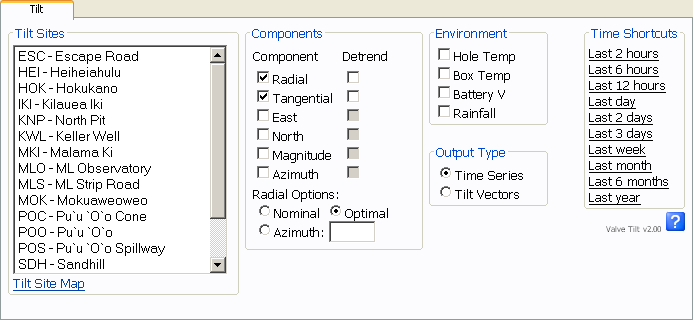 Tilt
Tilt Sites
ESC - Escape Road
HEI - Heiheiahulu
HOK - Hokukano
IKI - Kilauea Iki
KNP - North Pit
KWL - Keller Well
MKI - Malama Ki
MLO - ML Observatory
MLS - ML Strip Road
MOK - Mokuaweoweo
POC - Pu`u `O`o Cone
POO - Pu`u `O`o
POS - Pu`u `O`o Spillway
SDH - Sandhill
Tilt Site Map
Components
Component Detrend
Radial
Tangential
East
North
Magnitude
Azimuth
Radial Options:
Nominal Optimal
Azimuth:
Environment
Hole Temp
Box Temp
Battery V
Rainfall
Output Type
Time Series
Tilt Vectors
Time Shortcuts
Last 2 hours
Last 6 hours
Last 12 hours
Last day
Last 2 days
Last 3 days
Last week
Last month
Last 6 months
Last year
Valve Tilt v2.00 ?